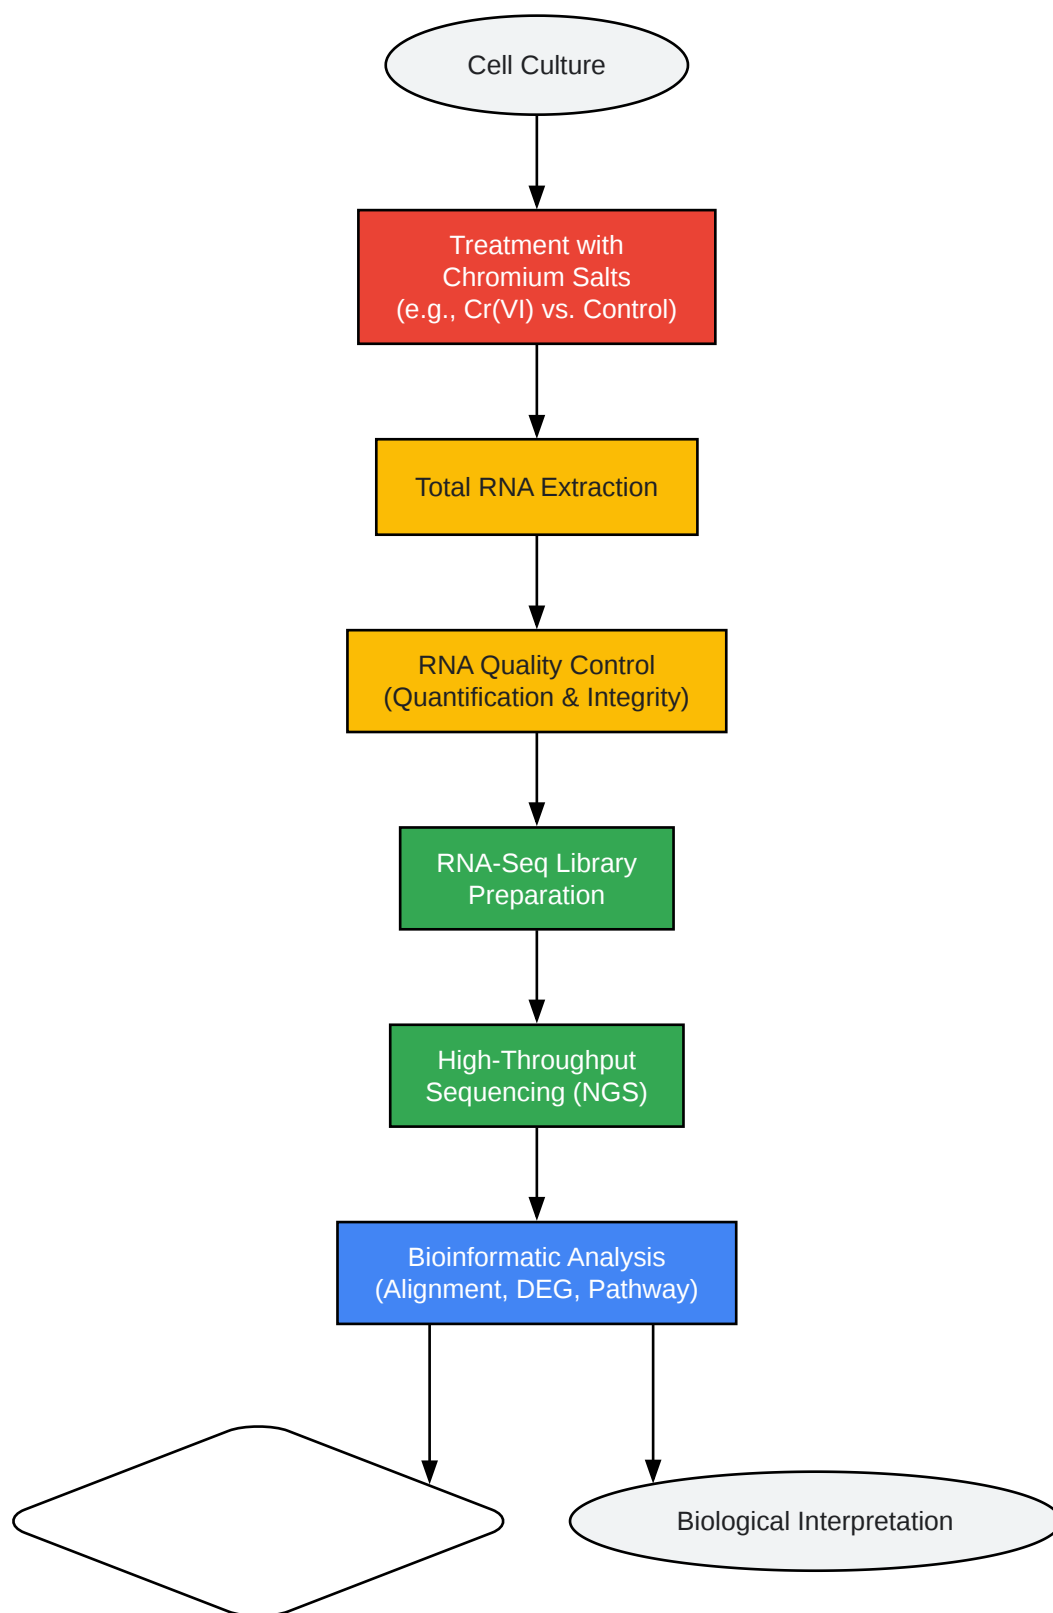 Cell Culture
Treatment with
Chromium Salts
(e.g., Cr(VI) vs. Control)
Total RNA Extraction
RNA Quality Control
(Quantification & Integrity)
RNA-Seq Library
Preparation
High-Throughput
Sequencing (NGS)
Bioinformatic Analysis
(Alignment, DEG, Pathway)
Biological Interpretation